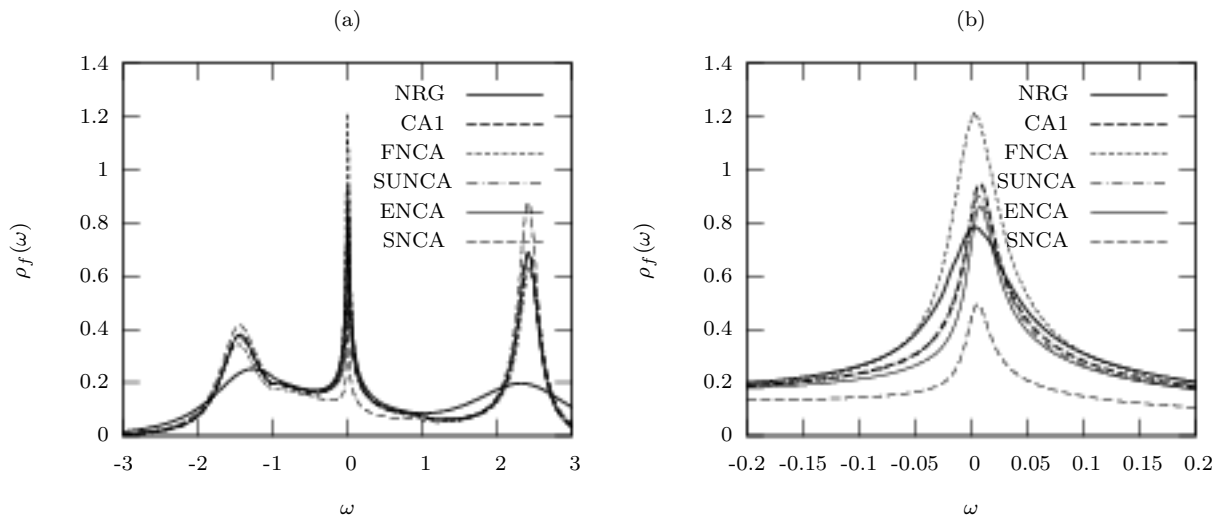 (a)
1.4
1.2
1
0.8
0.6
0.4
0.2
0
-3
-2
-1
0
1
2
3
ρf(ω)
ω
NRG
CA1
FNCA
SUNCA
ENCA
SNCA
(b)
1.4
1.2
1
0.8
0.6
0.4
0.2
0
-0.2
-0.15
-0.1
-0.05
0
0.05
0.1
0.15
0.2
ρf(ω)
ω
NRG
CA1
FNCA
SUNCA
ENCA
SNCA